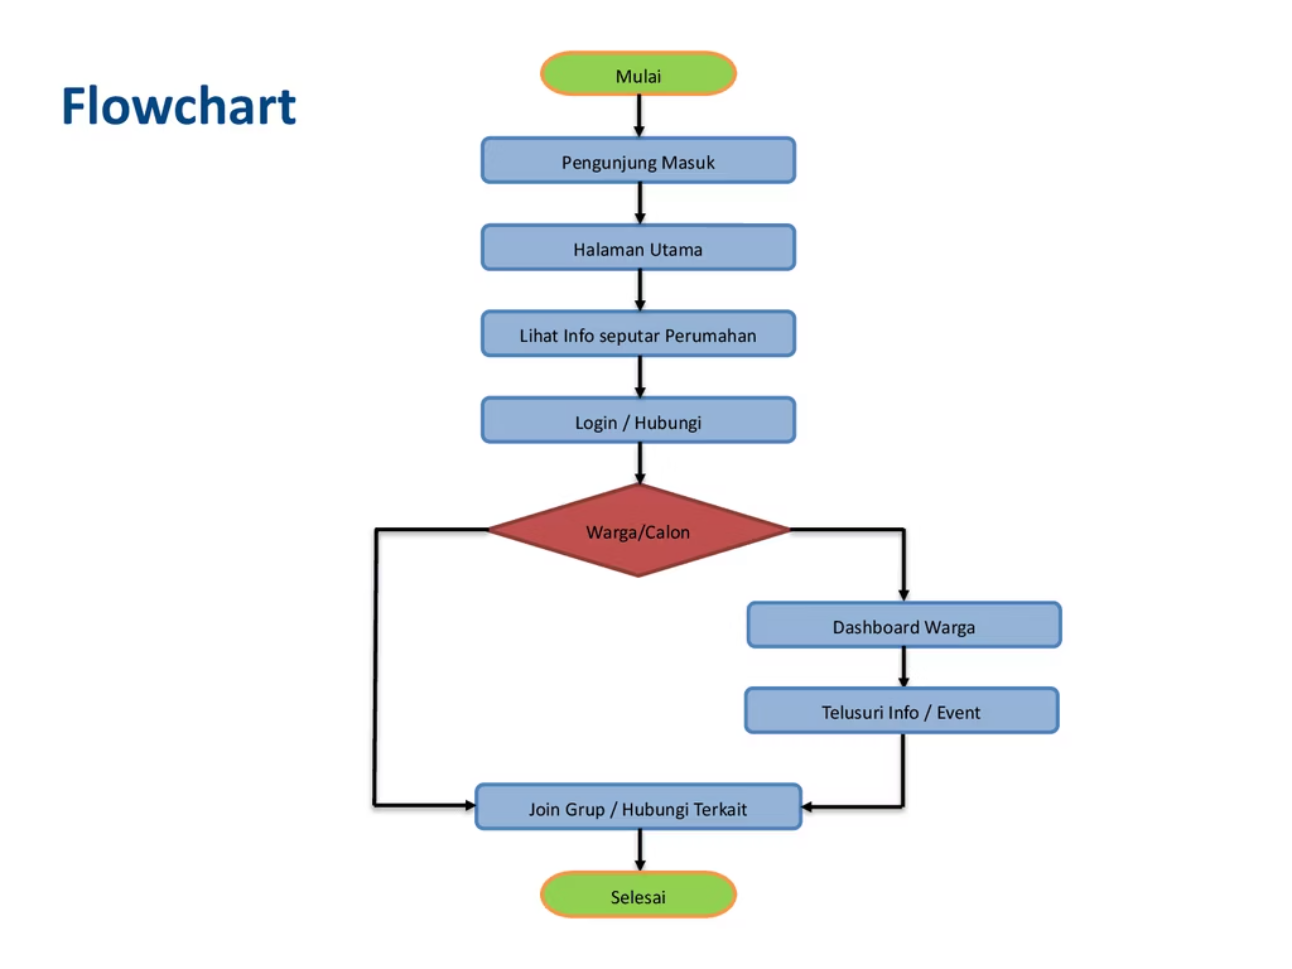 Flowchart
Mulai
Pengunjung Masuk
Halaman Utama
Lihat Info seputar Perumahan
Login / Hubungi
Warga/Calon
Dashboard Warga
Telusuri Info / Event
Join Grup / Hubungi Terkait
Selesai